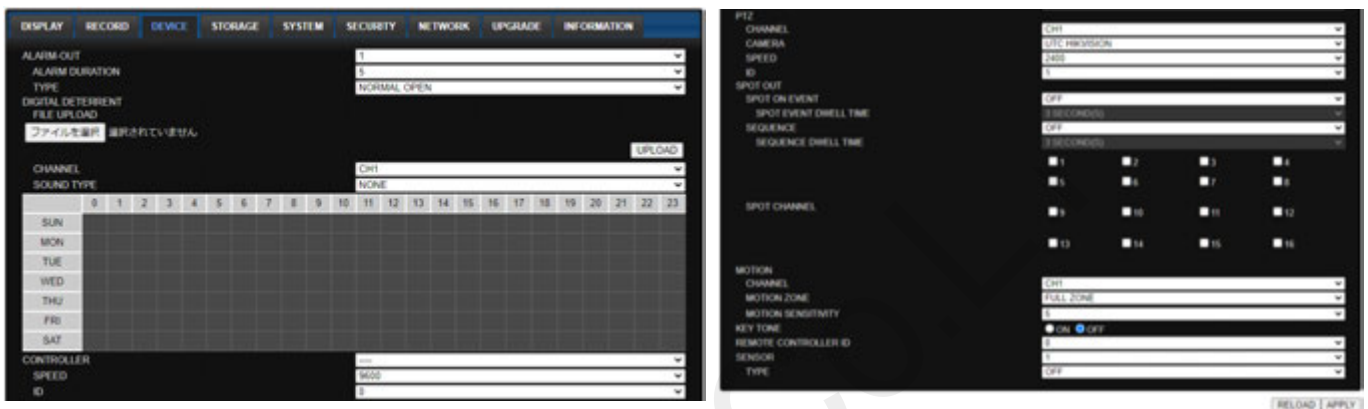 DISPLAY RECORD DEVICE STORAGE SYSTEM SECURITY NETWORK UPGRADE INFORMATION
ALARM-OUT 1
ALARM DURATION 5
TYPE NORMAL OPEN
DIGITAL DETERRENT
FILE UPLOAD
ファイルを選択 選択されていません
UPLOAD
CHANNEL CH1
SOUND TYPE NONE
0 1 2 3 4 5 6 7 8 9 10 11 12 13 14 15 16 17 18 19 20 21 22 23
SUN
MON
TUE
WED
THU
FRI
SAT
CONTROLLER ----
SPEED 9600
ID 0
PTZ
CHANNEL CH1
CAMERA UTC HIKVISION
SPEED 2400
ID 1
SPOT OUT
SPOT ON EVENT OFF
SPOT EVENT DWELL TIME 3 SECOND(S)
SEQUENCE OFF
SEQUENCE DWELL TIME 3 SECOND(S)
1 2 3 4
5 6 7 8
SPOT CHANNEL 9 10 11 12
13 14 15 16
MOTION
CHANNEL CH1
MOTION ZONE FULL ZONE
MOTION SENSITIVITY
KEY TONE ON OFF
REMOTE CONTROLLER ID 0
SENSOR 1
TYPE OFF
RELOAD APPLY